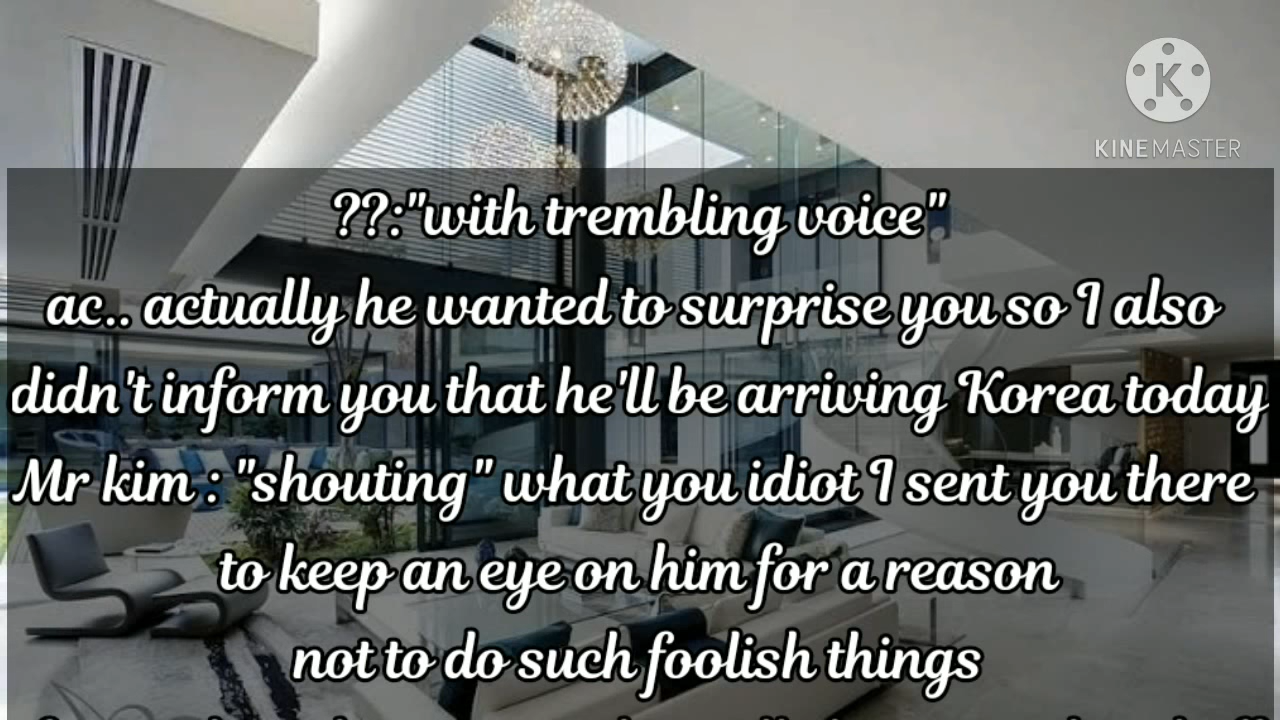 KINEMASTER
??:"with trembling voice"
ac.. actually he wanted to surprise you so I also
didn't inform you that he'll be arriving Korea today
Mr kim : "shouting" what you idiot I sent you there
to keep an eye on him for a reason
not to do such foolish things